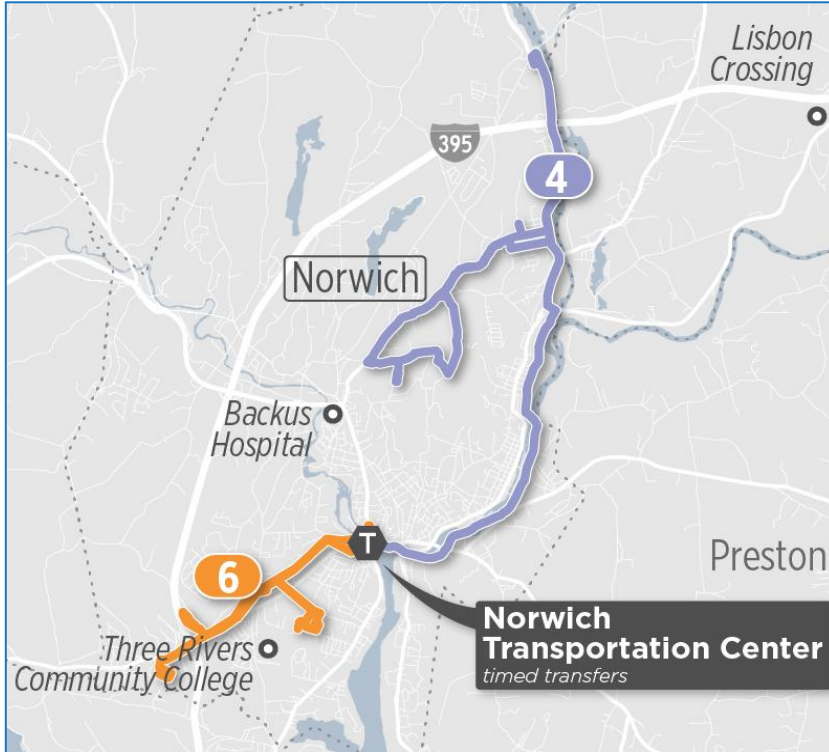 Lisbon
Crossing
395
4
Norwich
Backus
Hospital
T
6
Preston
Norwich
Transportation Center
timed transfers
Three Rivers
Community College